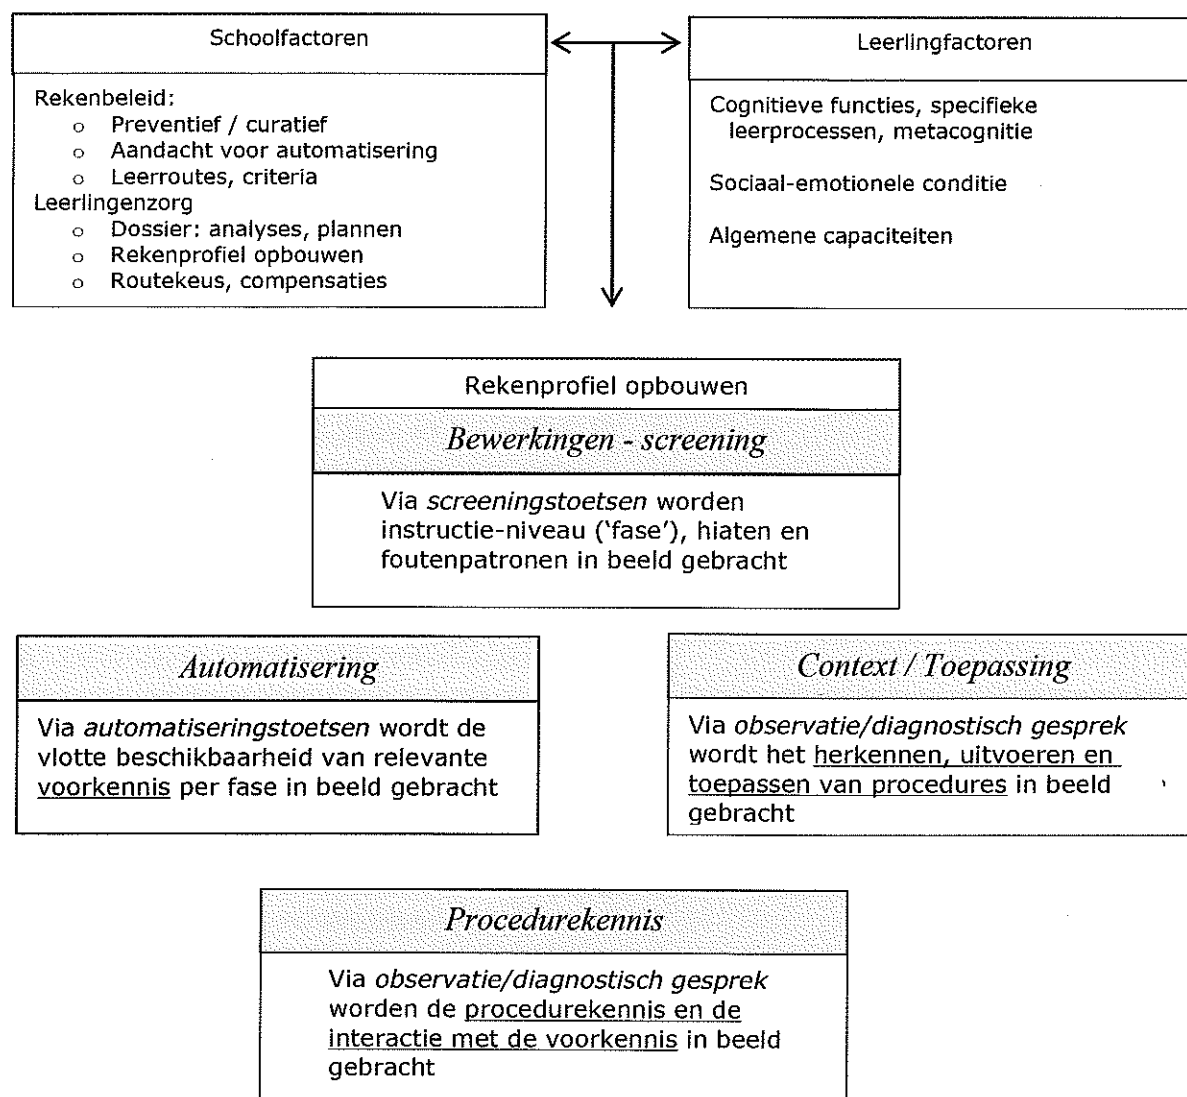 Schoolfactoren
Rekenbeleid:
o Preventief / curatief
o Aandacht voor automatisering
o Leerroutes, criteria
Leerlingenzorg
o Dossier: analyses, plannen
o Rekenprofiel opbouwen
o Routekeus, compensaties
Leerlingfactoren
Cognitieve functies, specifieke
leerprocessen, metacognitie
Sociaal-emotionele conditie
Algemene capaciteiten
Rekenprofiel opbouwen
Bewerkingen - screening
Via screeningstoetsen worden
instructie-niveau (‘fase’), hiaten en
foutenpatronen in beeld gebracht
Automatisering
Via automatiseringstoetsen wordt de
vlotte beschikbaarheid van relevante
voorkennis per fase in beeld gebracht
Context / Toepassing
Via observatie/diagnostisch gesprek
wordt het herkennen, uitvoeren en
toepassen van procedures in beeld
gebracht
Procedurekennis
Via observatie/diagnostisch gesprek
worden de procedurekennis en de
interactie met de voorkennis in beeld
gebracht